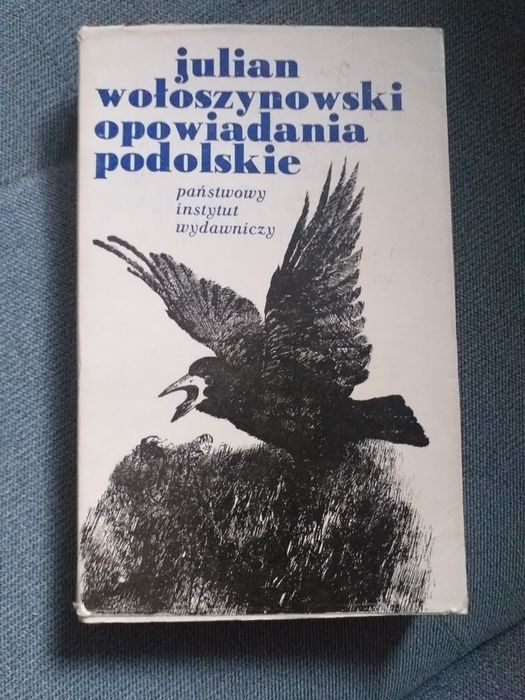 julian
wołoszynowski
opowiadania
podolskie
państwowy
instytut
wydawniczy